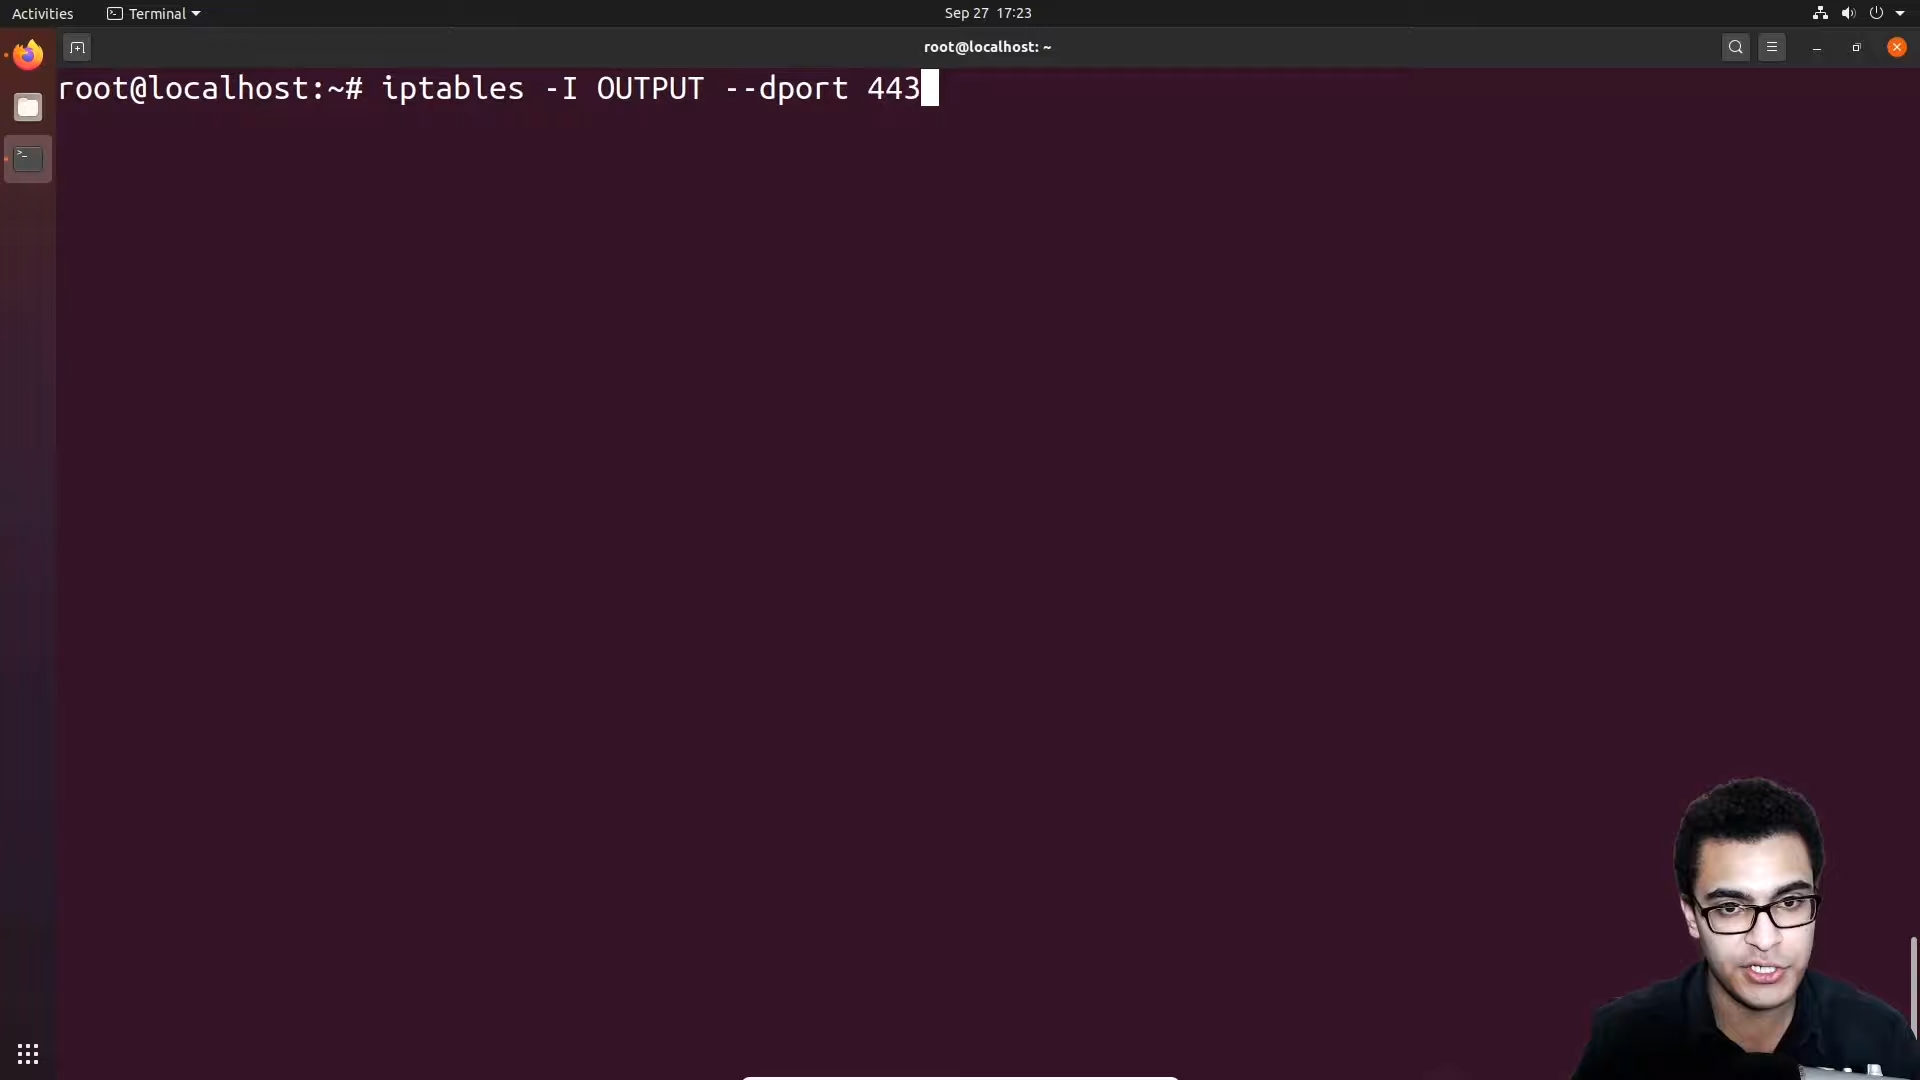 Activities
Terminal
Sep 27 17:23
root@localhost: ~
root@localhost:~# iptables -I OUTPUT --dport 443